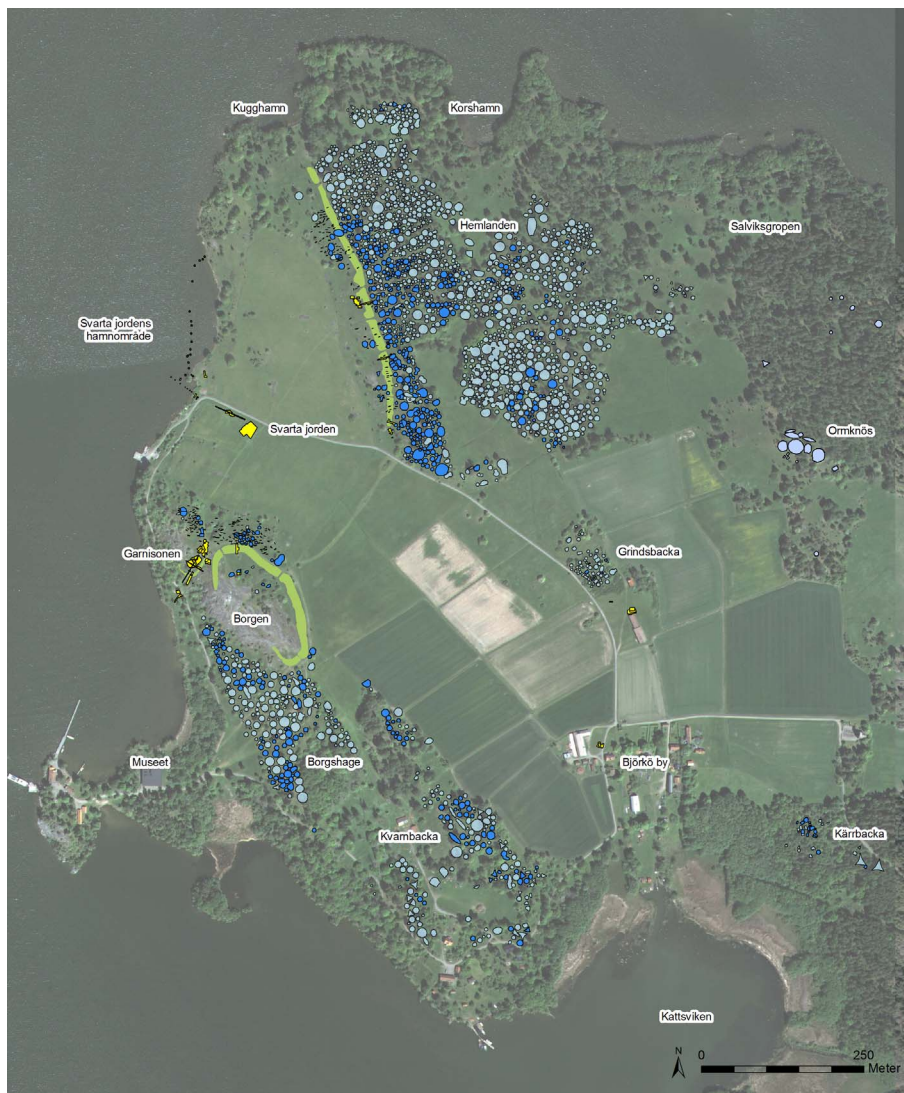 Kugghamn
Korshamn
Hemlanden
Salviksgropen
Svarta jordens
hamnområde
Svarta jorden
Ormknös
Garnisonen
Grindsbacka
Borgen
Museet
Borgshage
Björkö by
Kvarnbacka
Kärrbacka
Kattsviken
N
0
250
Meter